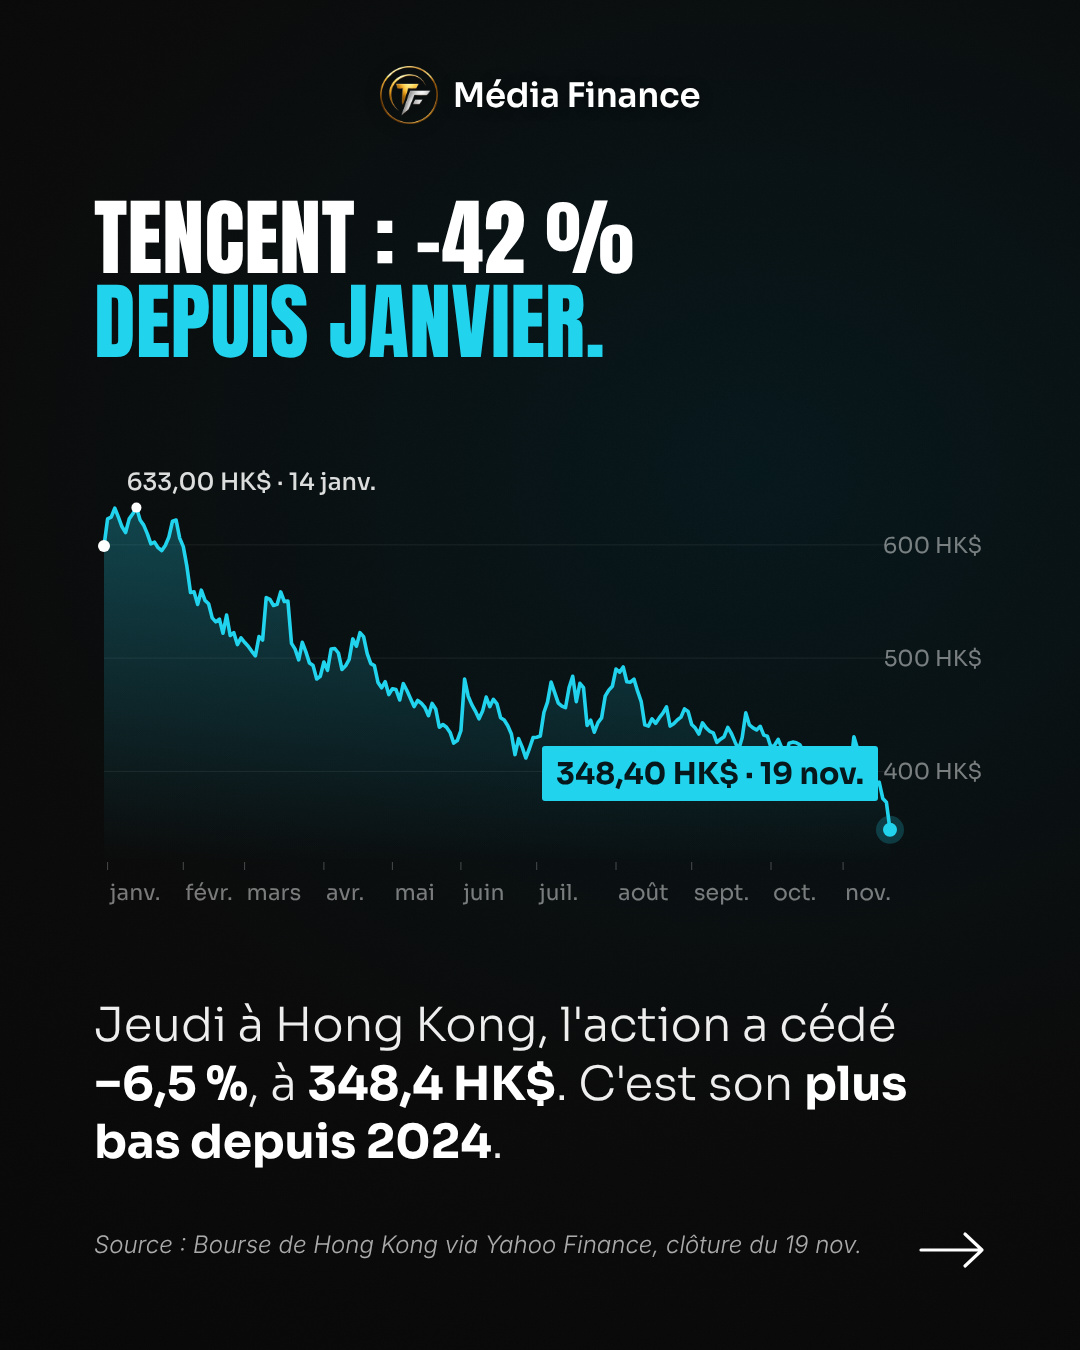 TF Média Finance
TENCENT : -42 %
DEPUIS JANVIER.
633,00 HK$ · 14 janv.
600 HK$
500 HK$
348,40 HK$ · 19 nov.
400 HK$
janv. févr. mars avr. mai juin juil. août sept. oct. nov.
Jeudi à Hong Kong, l'action a cédé
−6,5 %, à 348,4 HK$. C'est son plus
bas depuis 2024.
Source : Bourse de Hong Kong via Yahoo Finance, clôture du 19 nov.